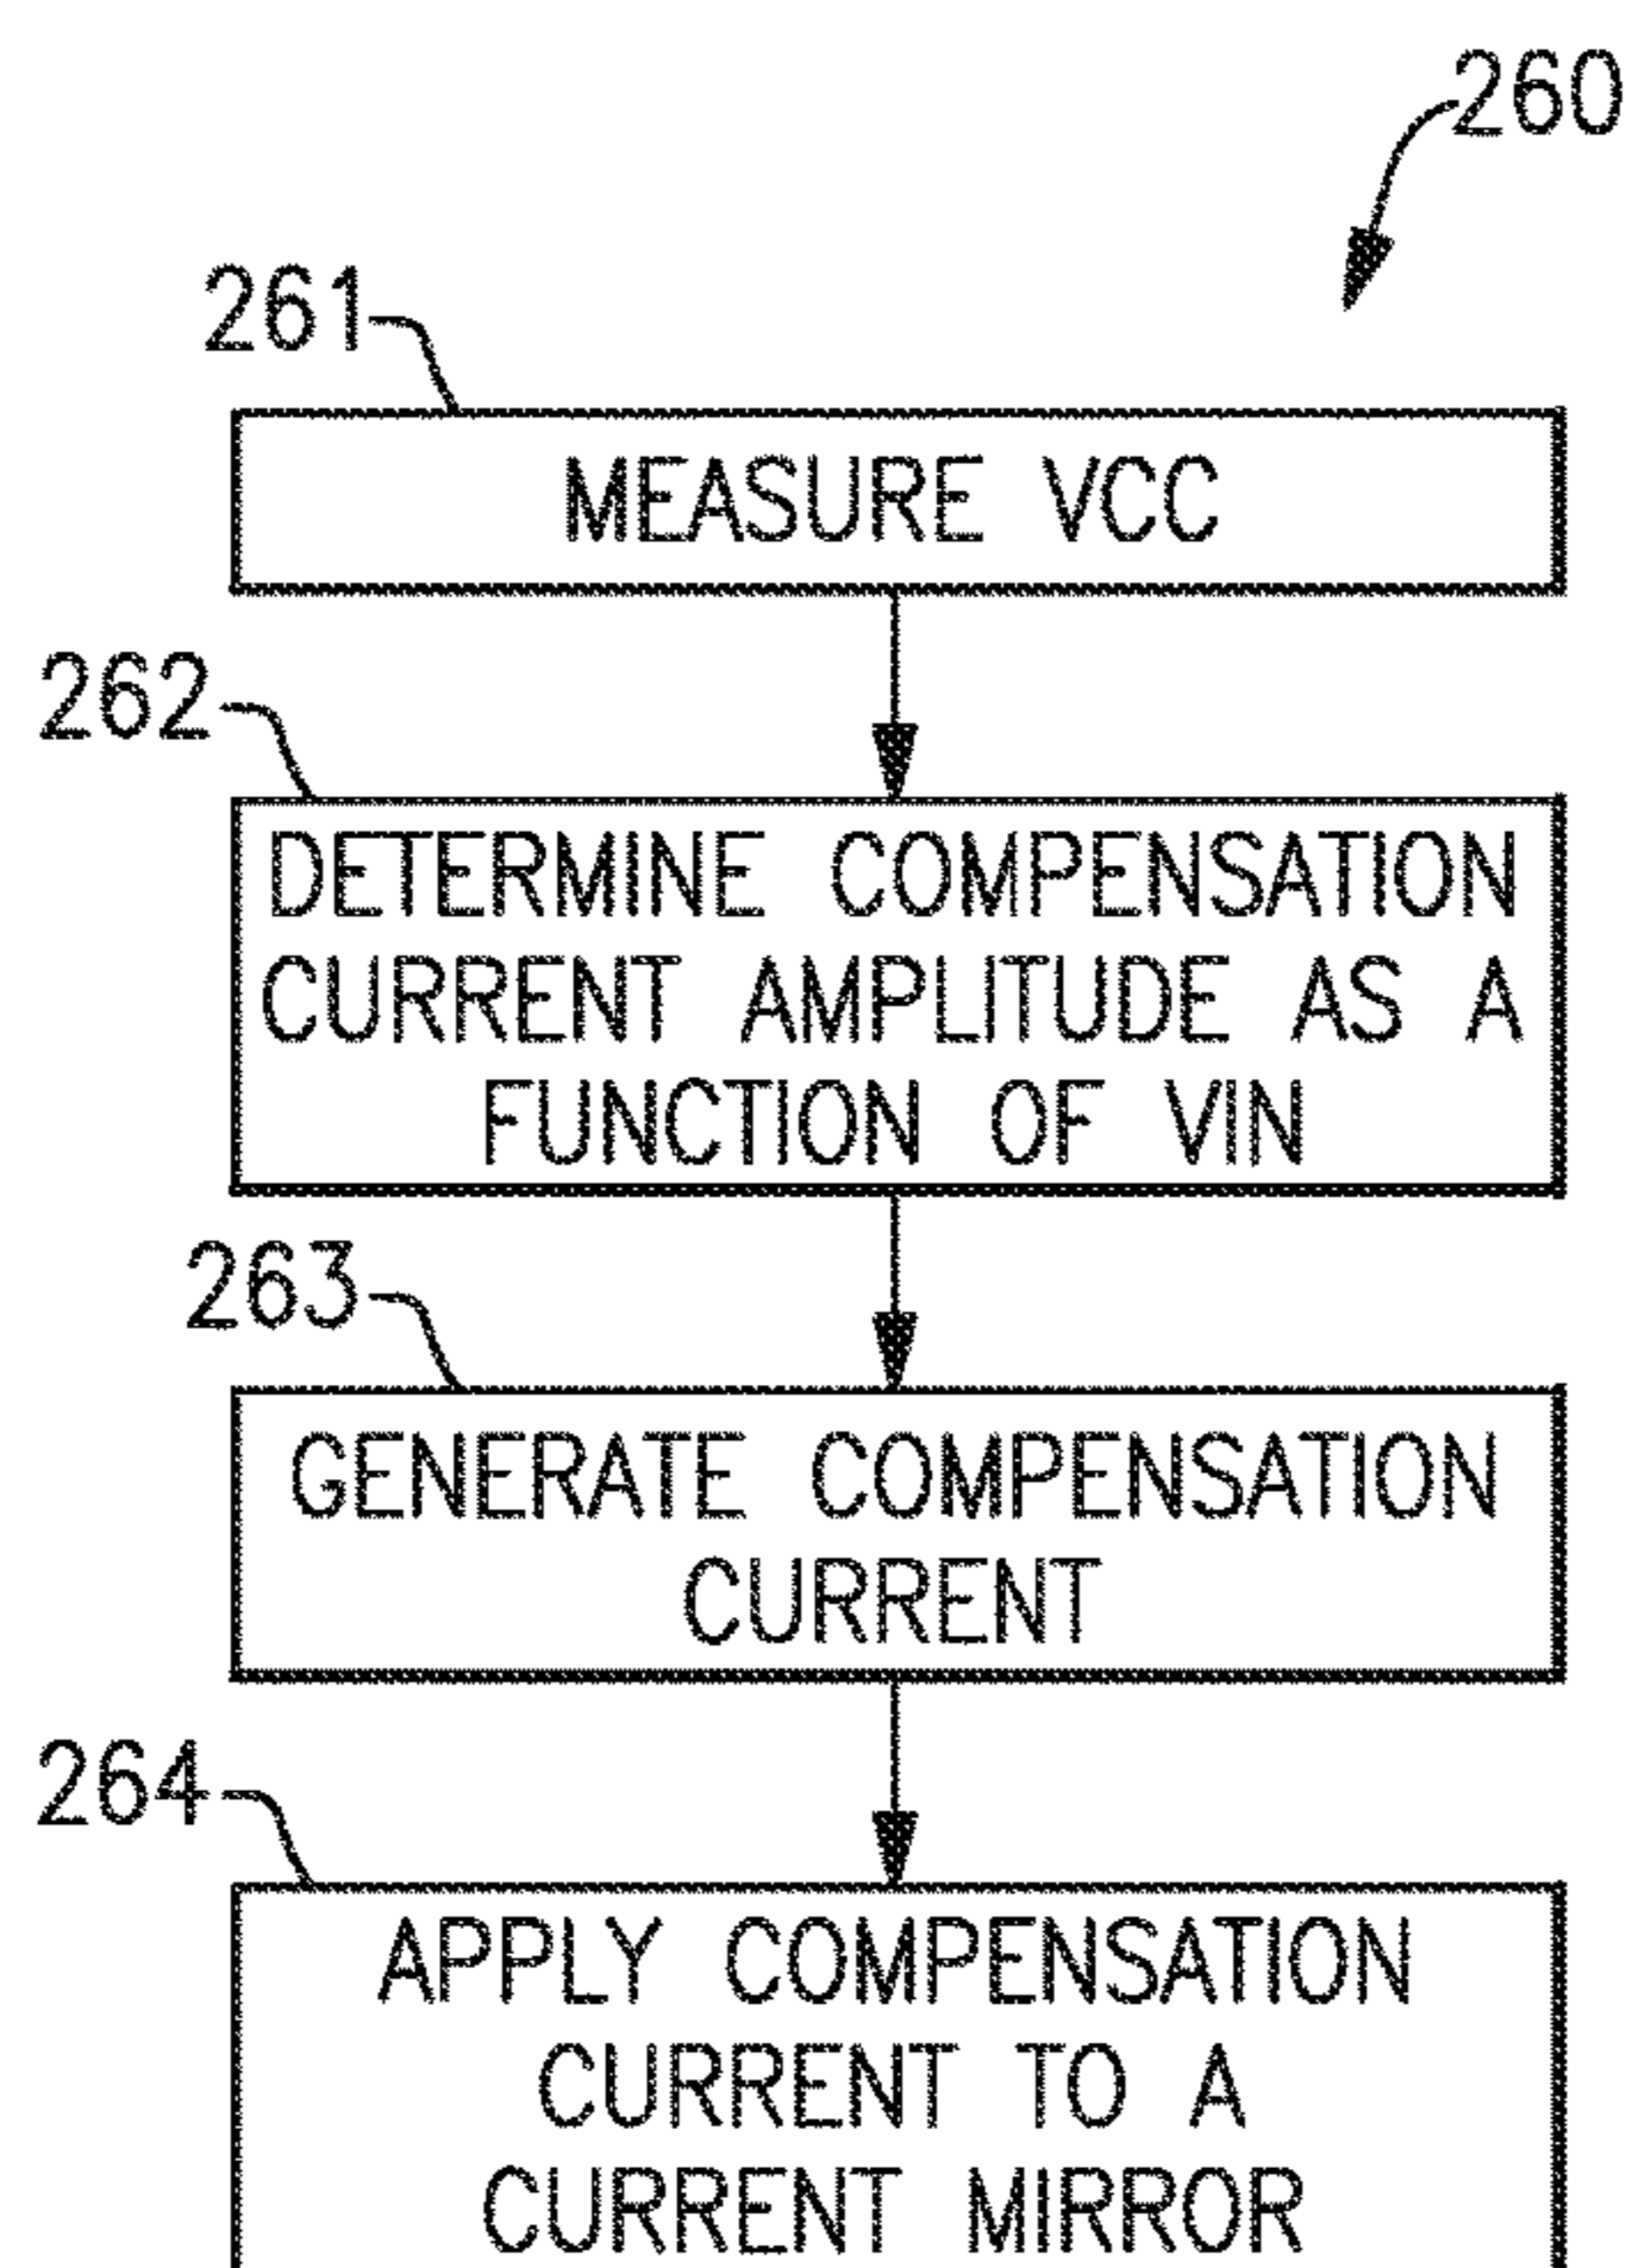 260
261
MEASURE VCC
262
DETERMINE COMPENSATION
CURRENT AMPLITUDE AS A
FUNCTION OF VIN
263
GENERATE COMPENSATION
CURRENT
264
APPLY COMPENSATION
CURRENT TO A
CURRENT MIRROR